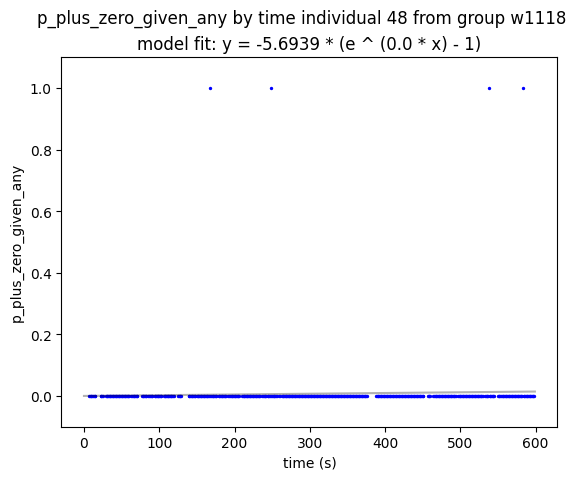 p_plus_zero_given_any by time individual 48 from group w1118
model fit: y = -5.6939 * (e ^ (0.0 * x) - 1)
1.0
0.8
0.6
0.4
0.2
0.0
p_plus_zero_given_any
0 100 200 300 400 500 600
time (s)